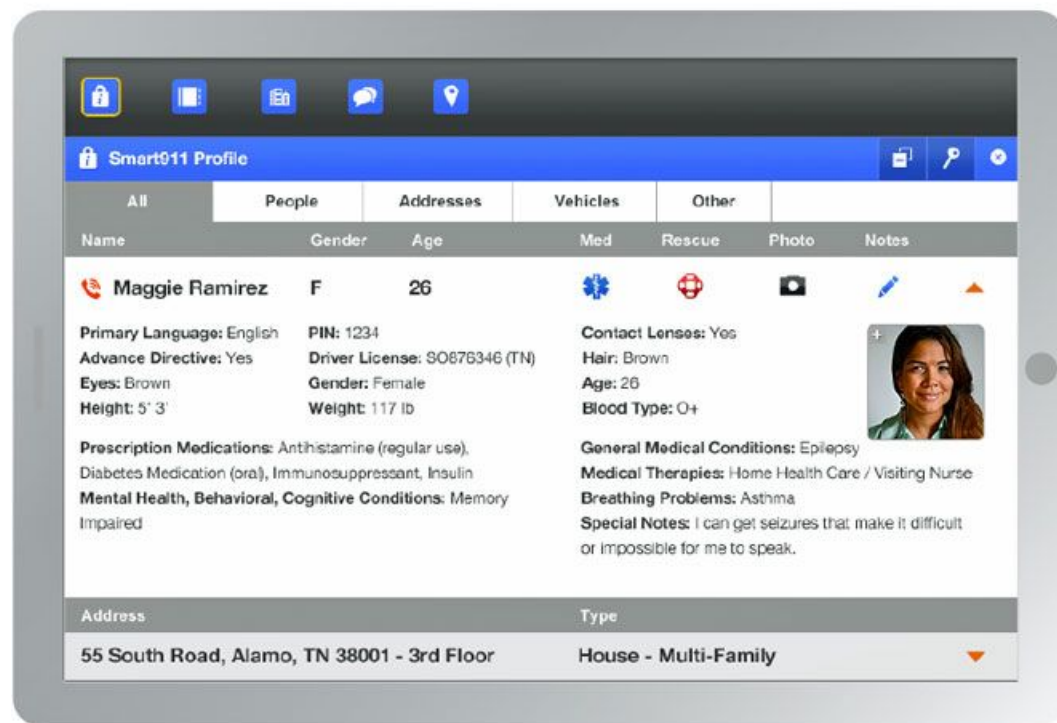 Smart911 Profile
All People Addresses Vehicles Other
Name Gender Age Med Rescue Photo Notes
Maggie Ramirez F 26
Primary Language: English PIN: 1234 Contact Lenses: Yes
Advance Directive: Yes Driver License: SO876346 (TN) Hair: Brown
Eyes: Brown Gender: Female Age: 26
Height: 5' 3' Weight: 117 lb Blood Type: O+
Prescription Medications: Antihistamine (regular use),
Diabetes Medication (oral), Immunosuppressant, Insulin
Mental Health, Behavioral, Cognitive Conditions: Memory
Impaired
General Medical Conditions: Epilepsy
Medical Therapies: Home Health Care / Visiting Nurse
Breathing Problems: Asthma
Special Notes: I can get seizures that make it difficult
or impossible for me to speak.
Address Type
55 South Road, Alamo, TN 38001 - 3rd Floor House - Multi-Family